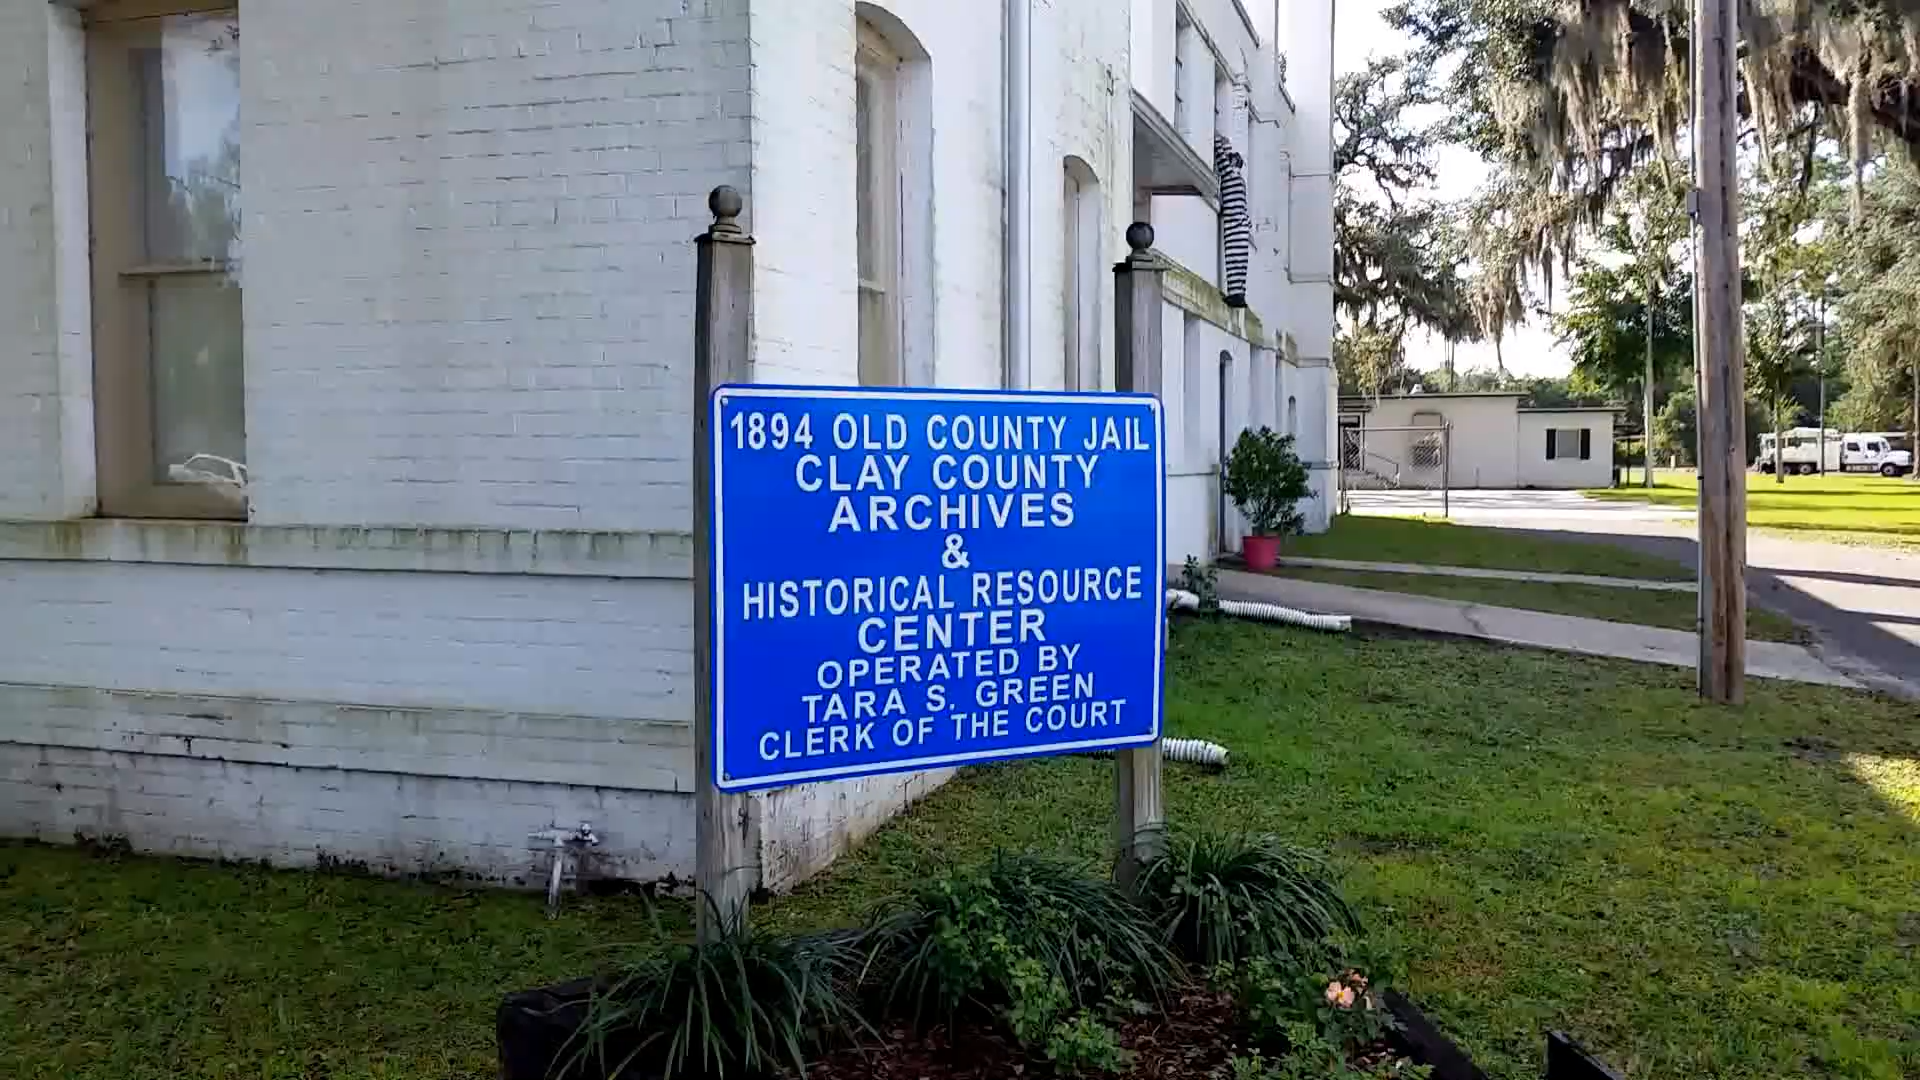 1894 OLD COUNTY JAIL
CLAY COUNTY
ARCHIVES
&
HISTORICAL RESOURCE
CENTER
OPERATED BY
TARA S. GREEN
CLERK OF THE COURT